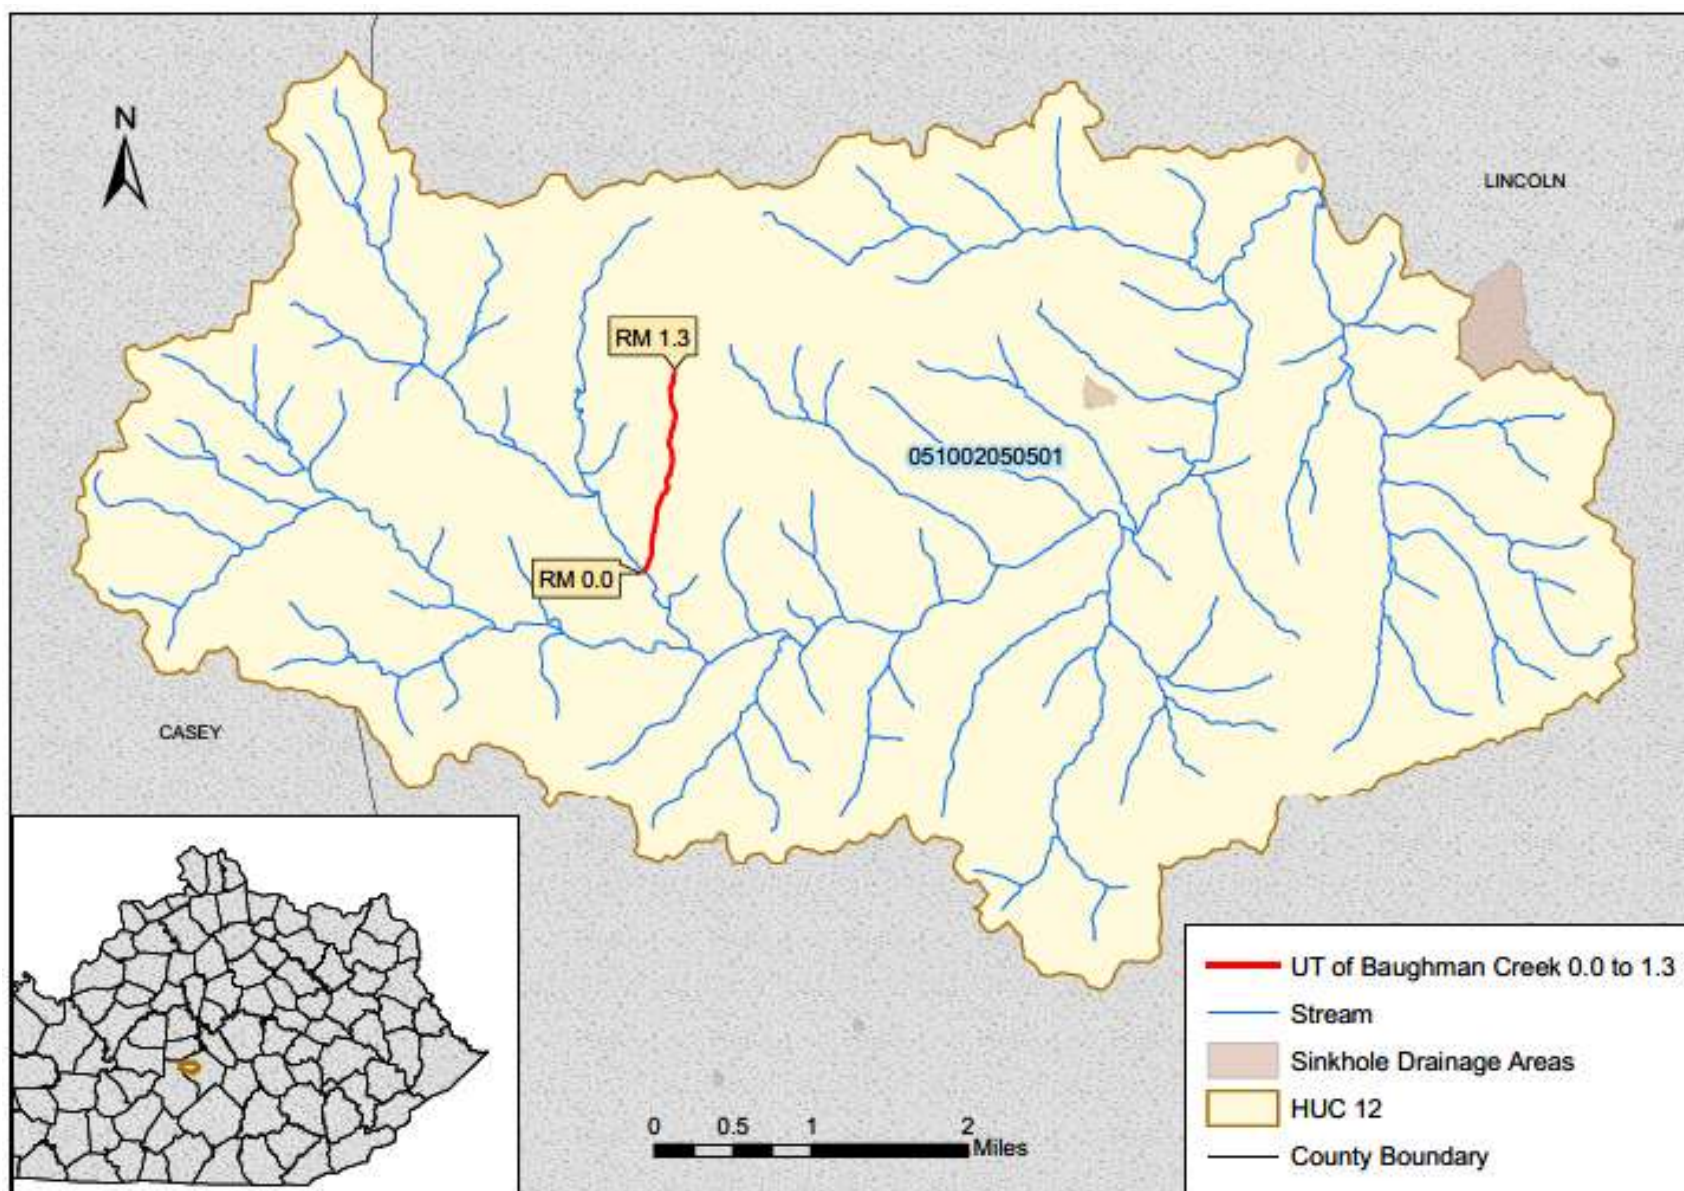 N
LINCOLN
RM 1.3
051002050501
RM 0.0
CASEY
UT of Baughman Creek 0.0 to 1.3
Stream
Sinkhole Drainage Areas
HUC 12
County Boundary
0 0.5 1 2
Miles